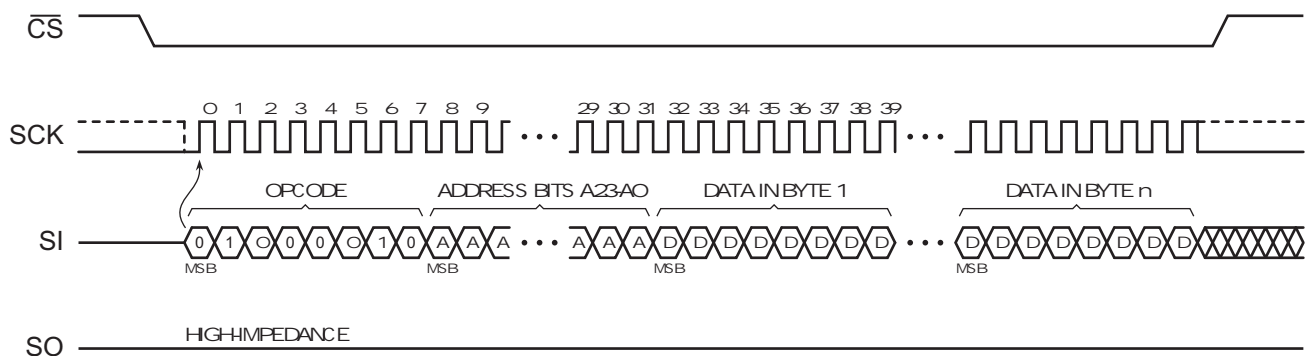 CS
0 1 2 3 4 5 6 7 8 9 29 30 31 32 33 34 35 36 37 38 39
SCK
OPCODE ADDRESS BITS A23-A0 DATA IN BYTE 1 DATA IN BYTE n
SI 0 1 0 0 0 0 1 0 A A A A A A D D D D D D D D D D D D D D D D
MSB MSB MSB MSB
HIGH-IMPEDANCE
SO